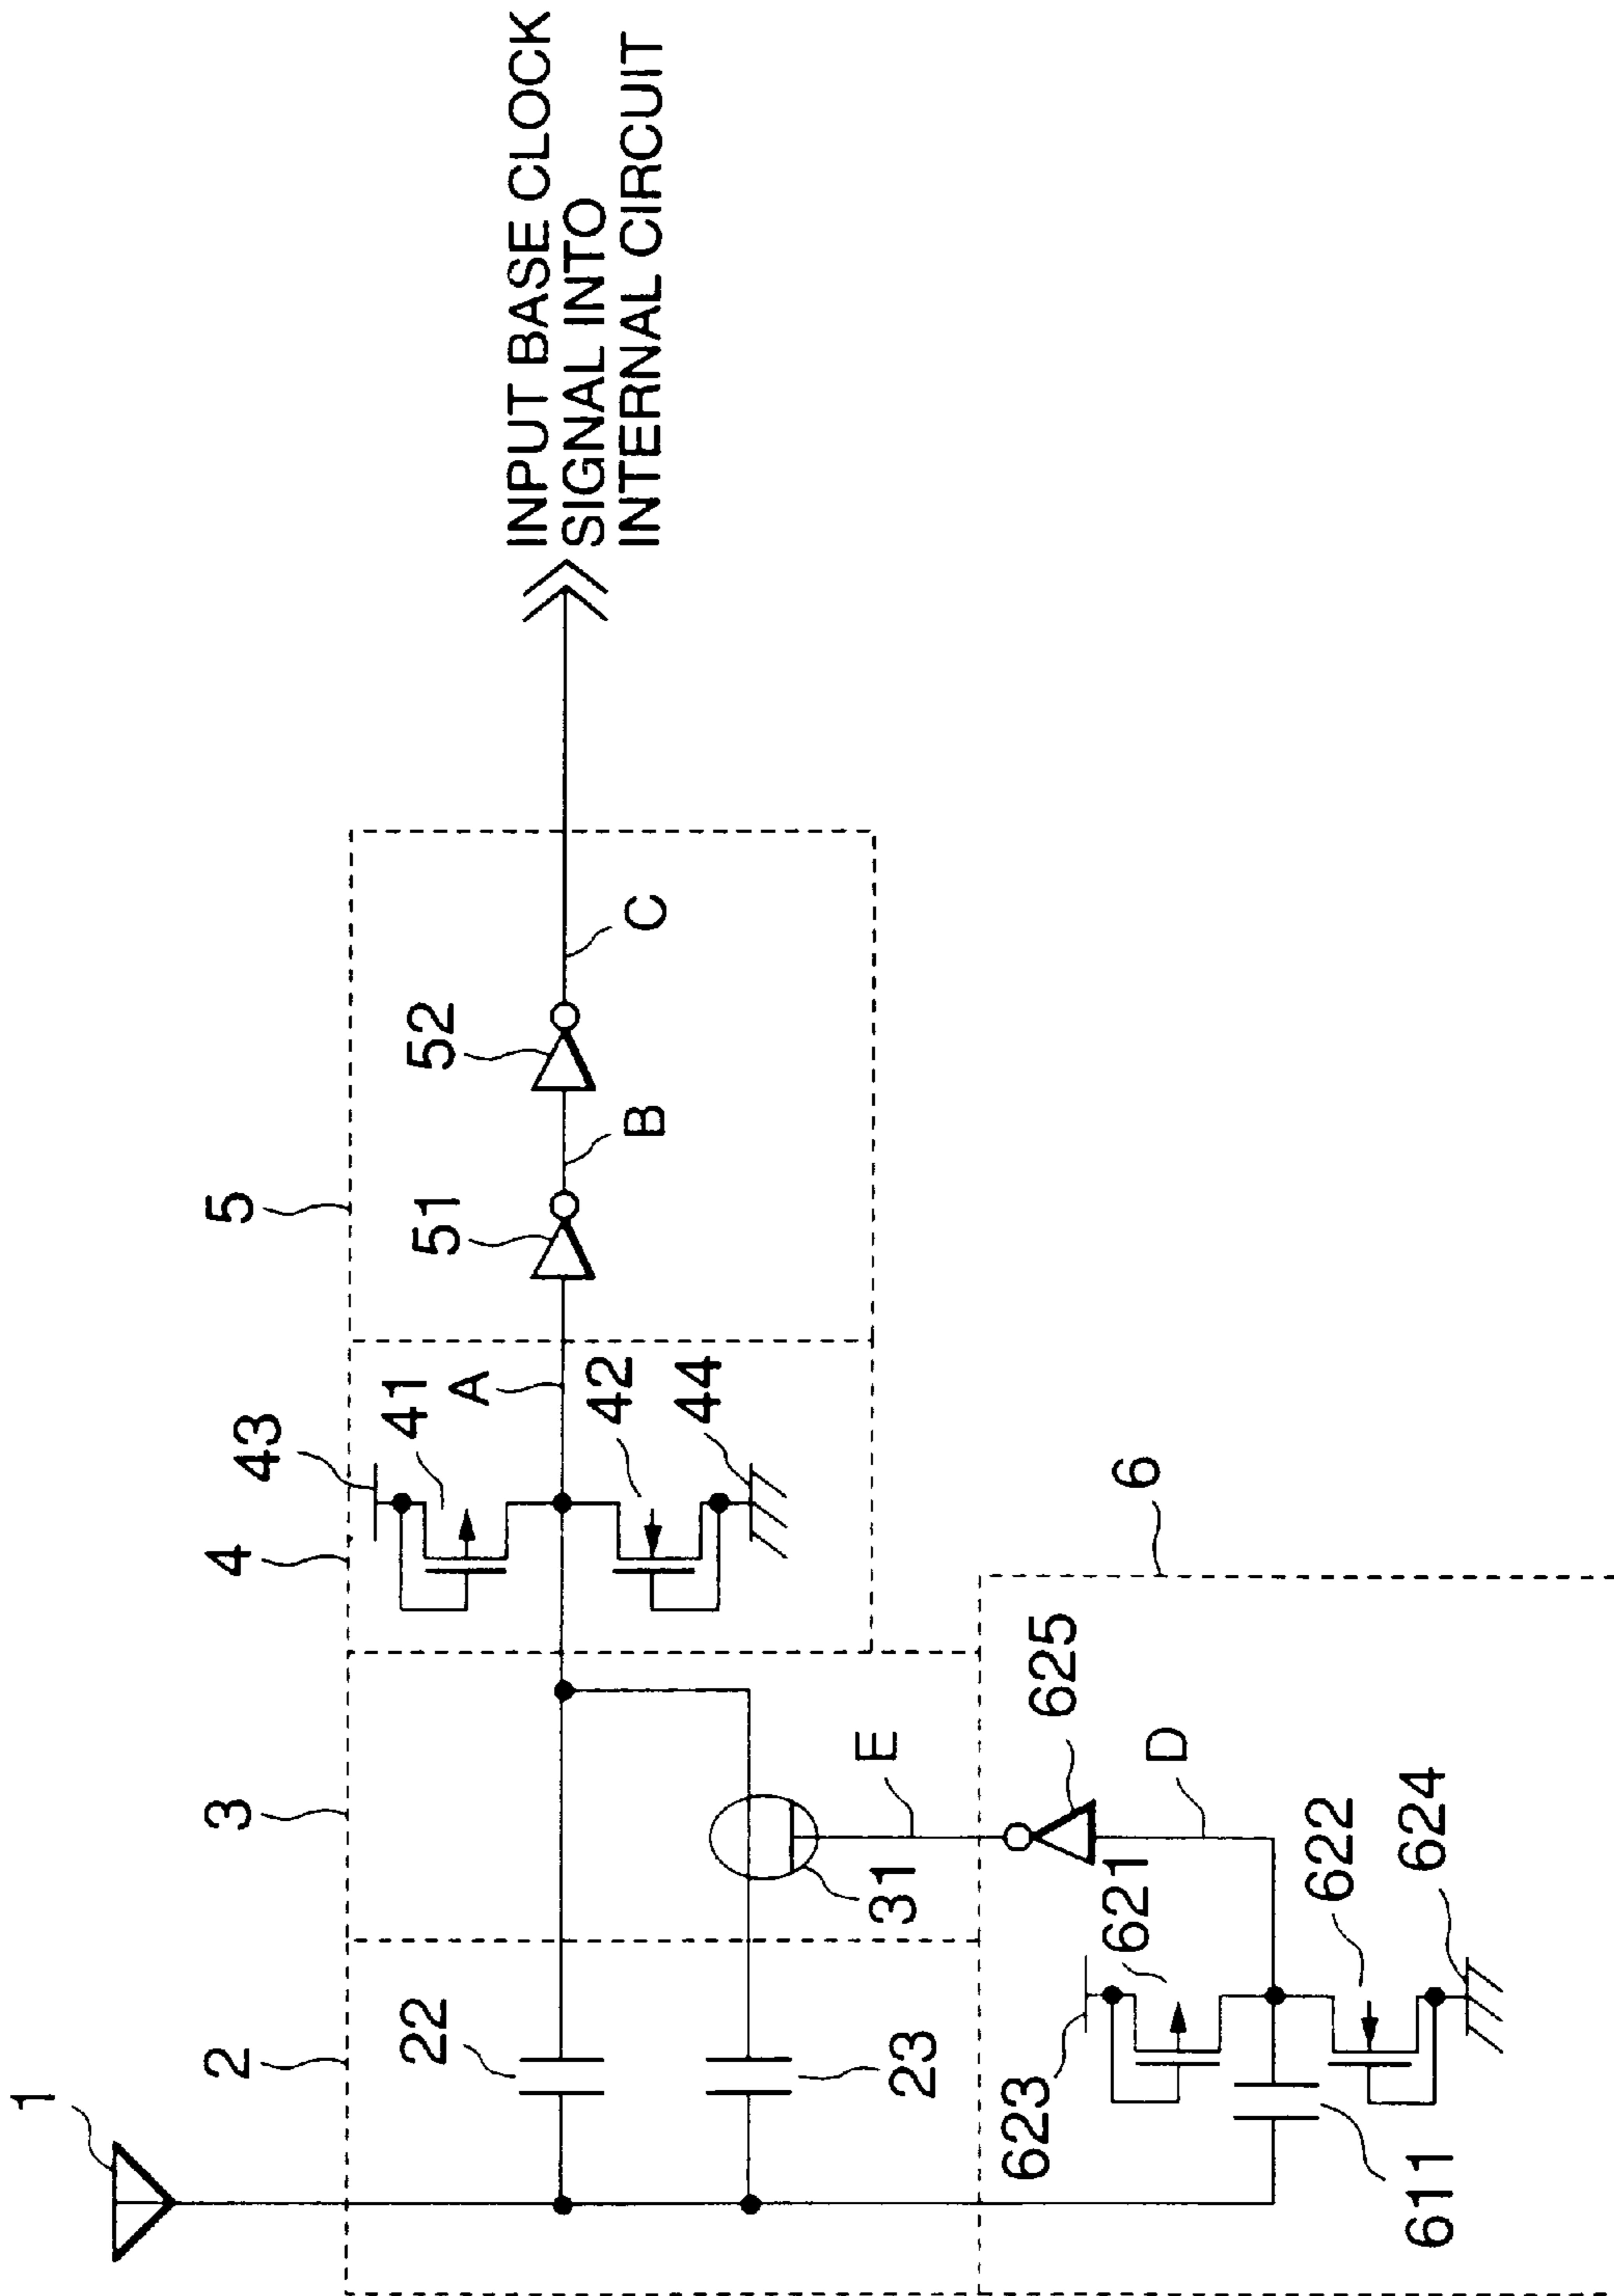 1
2
3
4
5
43
41
A
42
44
51
B
52
C
INPUT BASE CLOCK
SIGNAL INTO
INTERNAL CIRCUIT
22
23
31
E
6
625
D
623
621
622
624
611